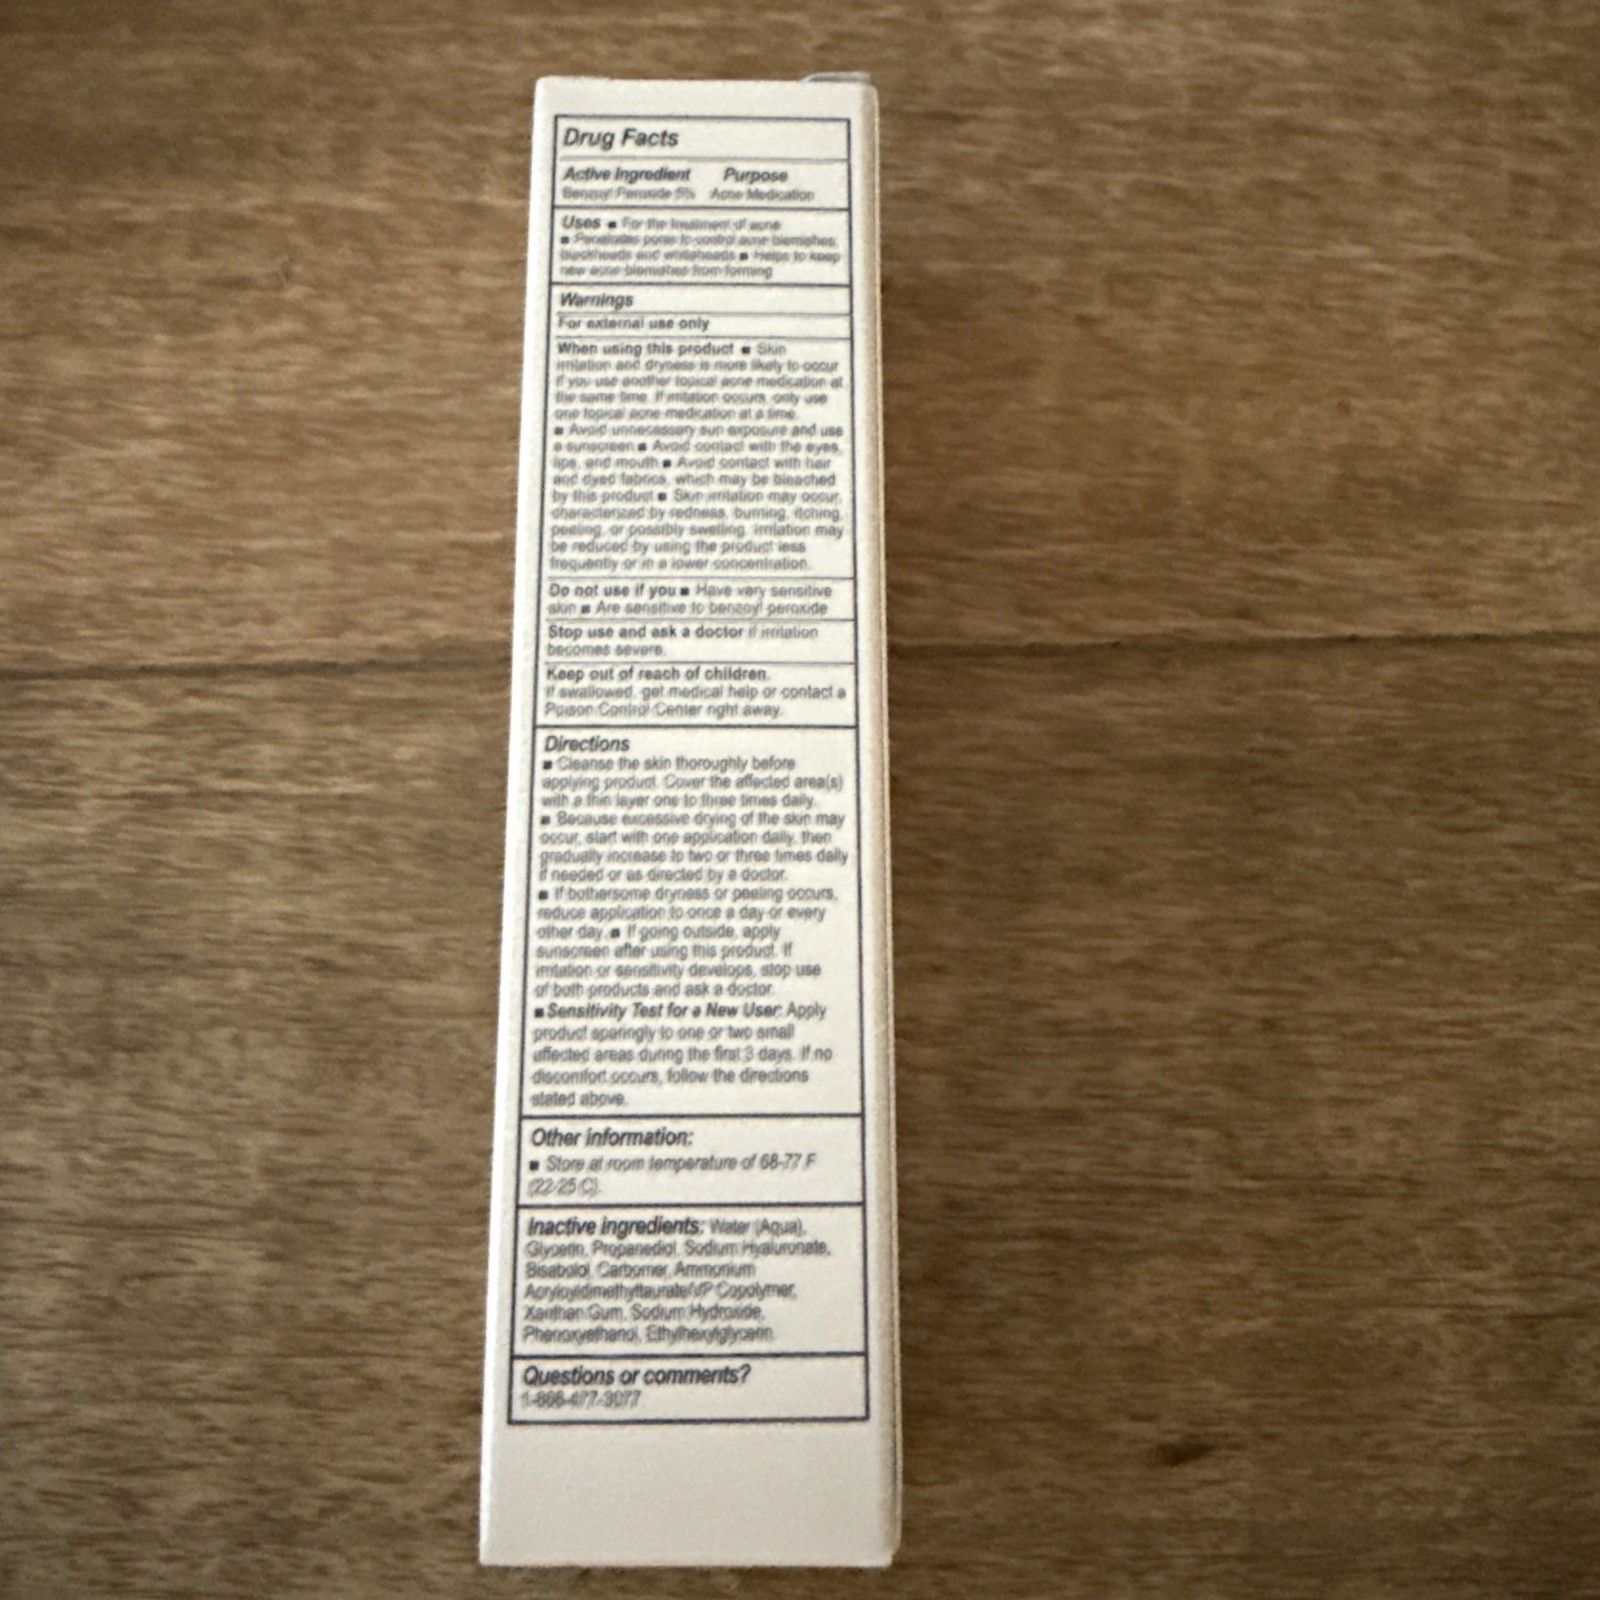 Drug Facts
Active Ingredient Purpose
Benzoyl Peroxide 5% Acne Medication
Uses ■ For the treatment of acne
■ Penetrates pores to control acne blemishes,
blackheads and whiteheads ■ Helps to keep
new acne blemishes from forming
Warnings
For external use only
When using this product ■ Skin
irritation and dryness is more likely to occur
if you use another topical acne medication at
the same time. If irritation occurs, only use
one topical acne medication at a time.
■ Avoid unnecessary sun exposure and use
a sunscreen ■ Avoid contact with the eyes,
lips, and mouth ■ Avoid contact with hair
and dyed fabrics, which may be bleached
by this product ■ Skin irritation may occur,
characterized by redness, burning, itching,
peeling, or possibly swelling. Irritation may
be reduced by using the product less
frequently or in a lower concentration.
Do not use if you ■ Have very sensitive
skin ■ Are sensitive to benzoyl peroxide
Stop use and ask a doctor if irritation
becomes severe.
Keep out of reach of children.
If swallowed, get medical help or contact a
Poison Control Center right away.
Directions
■ Cleanse the skin thoroughly before
applying product. Cover the affected area(s)
with a thin layer one to three times daily.
■ Because excessive drying of the skin may
occur, start with one application daily, then
gradually increase to two or three times daily
if needed or as directed by a doctor.
■ If bothersome dryness or peeling occurs,
reduce application to once a day or every
other day. ■ If going outside, apply
sunscreen after using this product. If
irritation or sensitivity develops, stop use
of both products and ask a doctor.
■ Sensitivity Test for a New User: Apply
product sparingly to one or two small
affected areas during the first 3 days. If no
discomfort occurs, follow the directions
stated above.
Other information:
■ Store at room temperature of 68-77 F
(22-25 C).
Inactive ingredients: Water (Aqua),
Glycerin, Propanediol, Sodium Hyaluronate,
Bisabolol, Carbomer, Ammonium
Acryloyldimethyltaurate/VP Copolymer,
Xanthan Gum, Sodium Hydroxide,
Phenoxyethanol, Ethylhexylglycerin.
Questions or comments?
1-866-477-3077